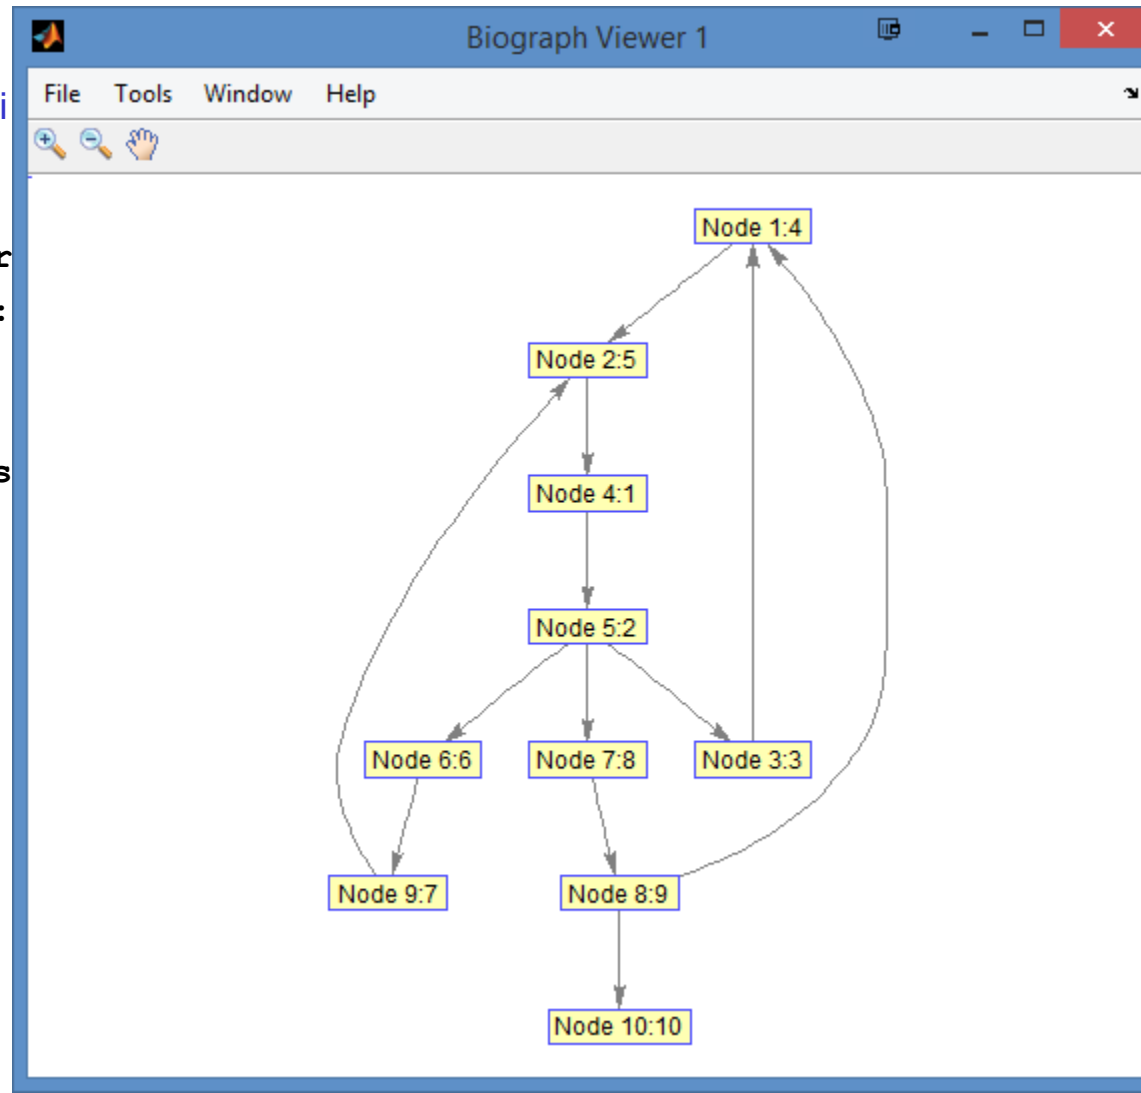 Biograph Viewer 1
File Tools Window Help
i
r
:
s
Node 1:4
Node 2:5
Node 4:1
Node 5:2
Node 6:6 Node 7:8 Node 3:3
Node 9:7 Node 8:9
Node 10:10